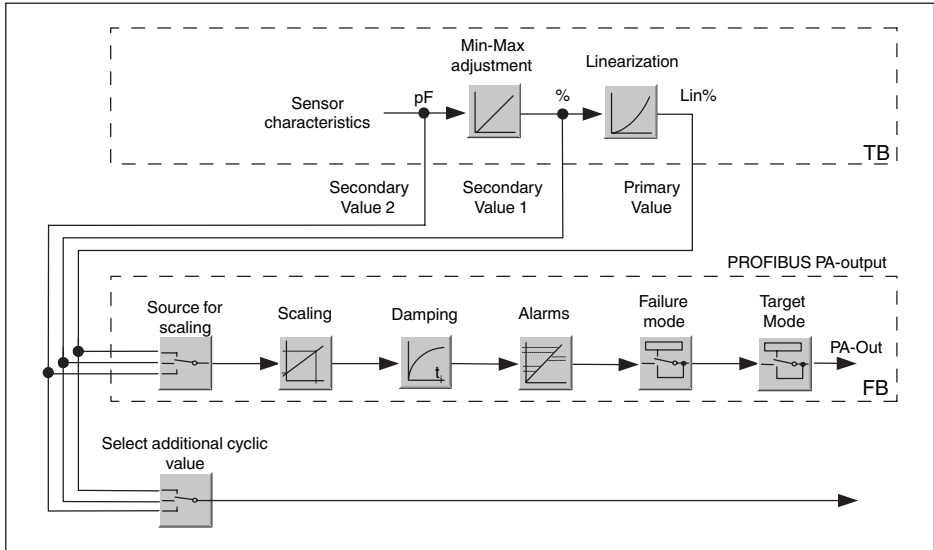 Min-Max
adjustment
Linearization
Sensor
characteristics
pF
%
Lin%
TB
Secondary
Value 2
Secondary
Value 1
Primary
Value
PROFIBUS PA-output
Source for
scaling
Scaling
Damping
Alarms
Failure
mode
Target
Mode
ti
PA-Out
FB
Select additional cyclic
value